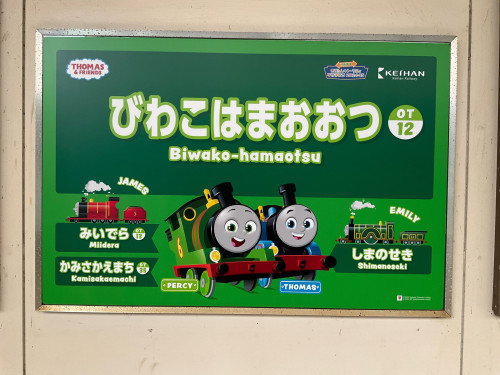 THOMAS
& FRIENDS
KEIHAN
Keihan Railway
びわこはまおおつ
OT
12
Biwako-hamaotsu
JAMES
みいでら
Miidera
かみさかえまち
Kamisakaemachi
PERCY
THOMAS
EMILY
しまのせき
Shimanoseki